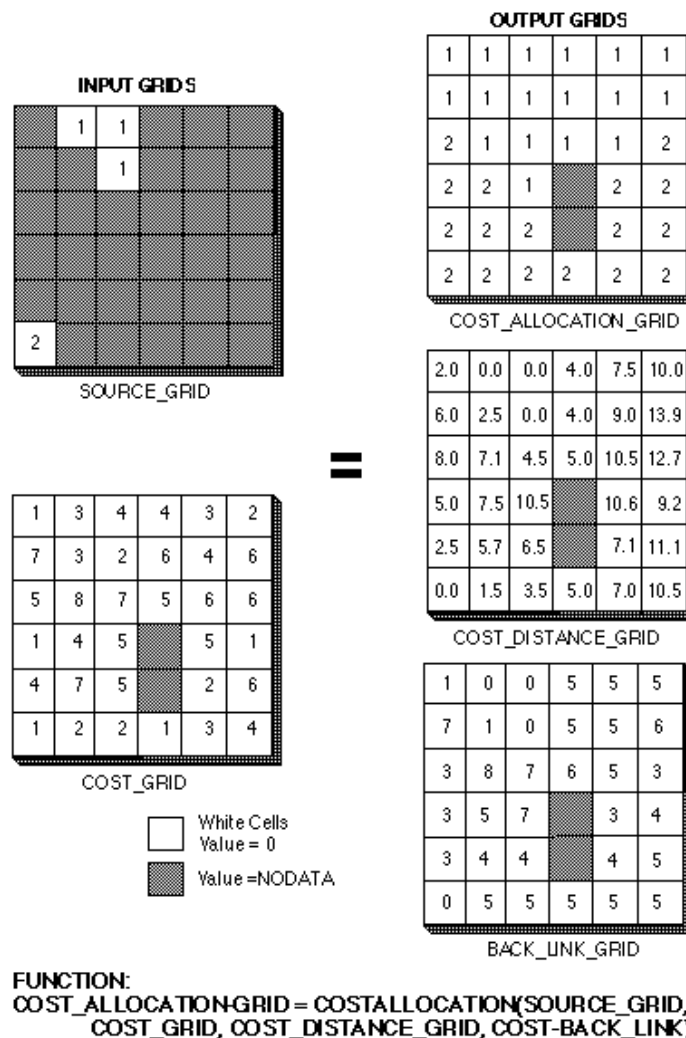 INPUT GRIDS
1 1
1
2
SOURCE_GRID
1 3 4 4 3 2
7 3 2 6 4 6
5 8 7 5 6 6
1 4 5 5 1
4 7 5 2 6
1 2 2 1 3 4
COST_GRID
White Cells
Value = 0
Value =NODATA
=
OUTPUT GRIDS
1 1 1 1 1 1
1 1 1 1 1 1
2 1 1 1 1 2
2 2 1 2 2
2 2 2 2 2
2 2 2 2 2 2
COST_ALLOCATION_GRID
2.0 0.0 0.0 4.0 7.5 10.0
6.0 2.5 0.0 4.0 9.0 13.9
8.0 7.1 4.5 5.0 10.5 12.7
5.0 7.5 10.5 10.6 9.2
2.5 5.7 6.5 7.1 11.1
0.0 1.5 3.5 5.0 7.0 10.5
COST_DISTANCE_GRID
1 0 0 5 5 5
7 1 0 5 5 6
3 8 7 6 5 3
3 5 7 3 4
3 4 4 4 5
0 5 5 5 5 5
BACK_LINK_GRID
FUNCTION:
COST_ALLOCATION-GRID = COSTALLOCATION(SOURCE_GRID,
COST_GRID, COST_DISTANCE_GRID, COST-BACK_LINK